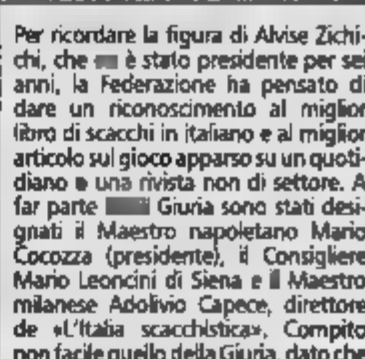 Per ricordare la figura di Alvise Zichi-
chi, che è stato presidente per sei
anni, la Federazione ha pensato di
dare un riconoscimento al miglior
libro di scacchi in italiano e al miglior
articolo sul gioco apparso su un quoti-
diano o una rivista non di settore. A
far parte Giuria sono stati desi-
gnati il Maestro napoletano Mario
Cocozza (presidente), il Consigliere
Mario Leoncini di Siena e il Maestro
milanese Adolivio Capece, direttore
de «L'Italia scacchistica». Compito
non facile quello della Giuria, dato che